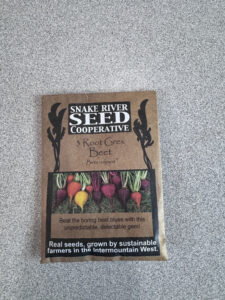 SNAKE RIVER
SEED
COOPERATIVE
3 Root Grex
Beet
Beta vulgaris
Beat the boring beet blues with this
unpredictable, delectable gem!
Real seeds, grown by sustainable
farmers in the Intermountain West.